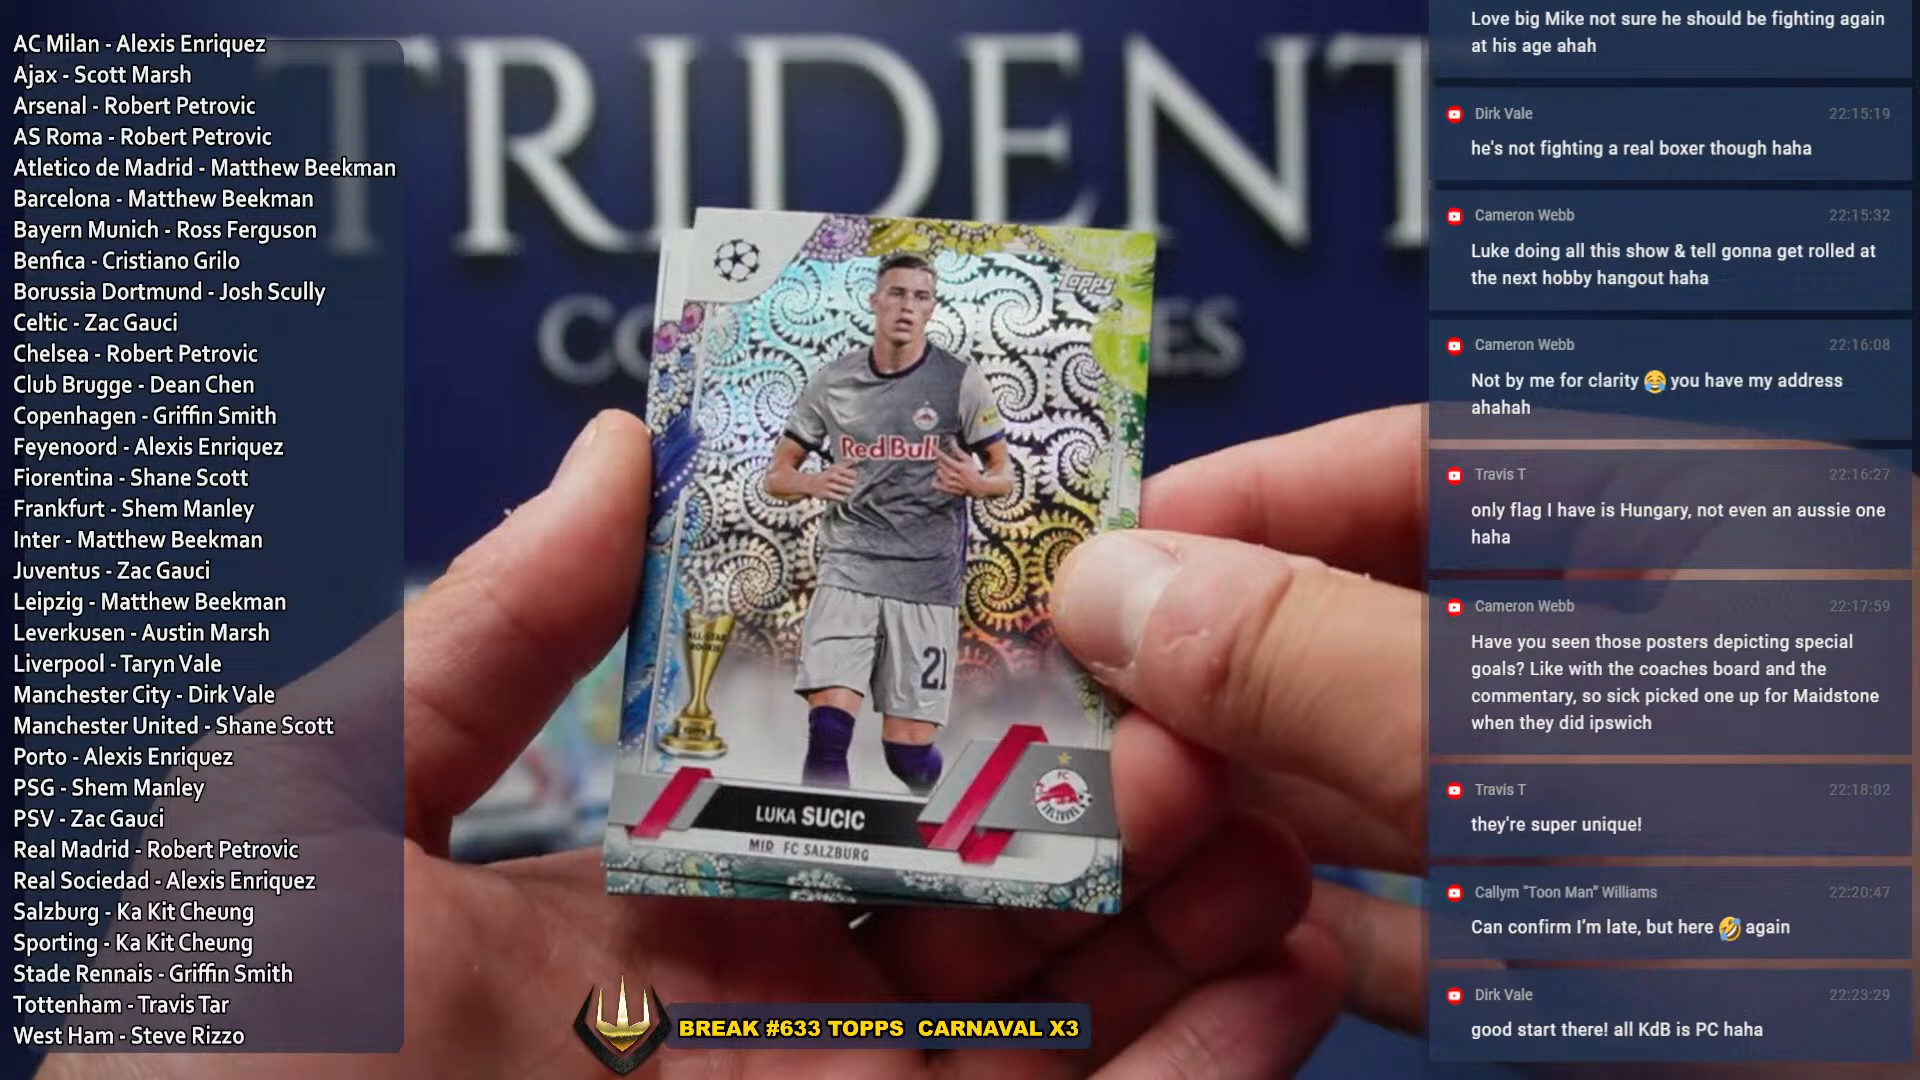 AC Milan - Alexis Enriquez
Ajax - Scott Marsh
Arsenal - Robert Petrovic
AS Roma - Robert Petrovic
Atletico de Madrid - Matthew Beekman
Barcelona - Matthew Beekman
Bayern Munich - Ross Ferguson
Benfica - Cristiano Grilo
Borussia Dortmund - Josh Scully
Celtic - Zac Gauci
Chelsea - Robert Petrovic
Club Brugge - Dean Chen
Copenhagen - Griffin Smith
Feyenoord - Alexis Enriquez
Fiorentina - Shane Scott
Frankfurt - Shem Manley
Inter - Matthew Beekman
Juventus - Zac Gauci
Leipzig - Matthew Beekman
Leverkusen - Austin Marsh
Liverpool - Taryn Vale
Manchester City - Dirk Vale
Manchester United - Shane Scott
Porto - Alexis Enriquez
PSG - Shem Manley
PSV - Zac Gauci
Real Madrid - Robert Petrovic
Real Sociedad - Alexis Enriquez
Salzburg - Ka Kit Cheung
Sporting - Ka Kit Cheung
Stade Rennais - Griffin Smith
Tottenham - Travis Tar
West Ham - Steve Rizzo
TRIDENT
Topps
Red Bull
21
ALL-STAR
ROOKIE
TOPPS
LUKA SUCIC
MID FC SALZBURG
FC
SALZBURG
BREAK #633 TOPPS CARNAVAL X3
Love big Mike not sure he should be fighting again
at his age ahah
Dirk Vale 22:15:19
he's not fighting a real boxer though haha
Cameron Webb 22:15:32
Luke doing all this show & tell gonna get rolled at
the next hobby hangout haha
Cameron Webb 22:16:08
Not by me for clarity 😂 you have my address
ahahah
Travis T 22:16:27
only flag I have is Hungary, not even an aussie one
haha
Cameron Webb 22:17:59
Have you seen those posters depicting special
goals? Like with the coaches board and the
commentary, so sick picked one up for Maidstone
when they did ipswich
Travis T 22:18:02
they're super unique!
Callym "Toon Man" Williams 22:20:47
Can confirm I'm late, but here 🤣 again
Dirk Vale 22:23:29
good start there! all KdB is PC haha